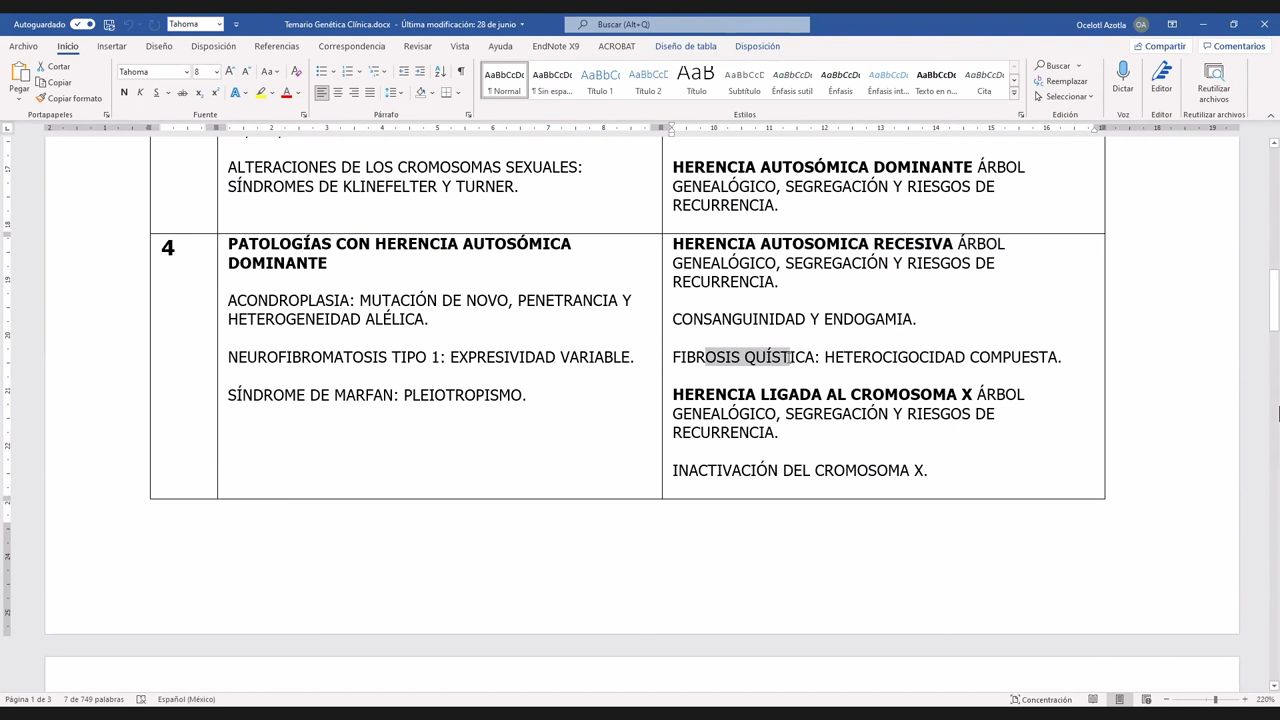 Autoguardado
Tahoma
Temario Genética Clínica.docx - Última modificación: 28 de junio
Buscar (Alt+Q)
Ocelotl Azotla
OA
Archivo Inicio Insertar Diseño Disposición Referencias Correspondencia Revisar Vista Ayuda EndNote X9 ACROBAT Diseño de tabla Disposición
Compartir
Comentarios
Pegar
Cortar
Copiar
Copiar formato
Portapapeles
Tahoma
8
N K S
Fuente
Párrafo
AaBbCcDc AaBbCcDc AaBbCc AaBbCcD AaB AaBbCcD AaBbCcDc AaBbCcDc AaBbCcDc AaBbCcDc AaBbCcDc
¶ Normal ¶ Sin espa... Título 1 Título 2 Título Subtítulo Énfasis sutil Énfasis Énfasis int... Texto en n... Cita
Estilos
Buscar
Reemplazar
Seleccionar
Edición
Dictar
Voz
Editor
Editor
Reutilizar archivos
Reutilizar archivos
ALTERACIONES DE LOS CROMOSOMAS SEXUALES:
SÍNDROMES DE KLINEFELTER Y TURNER.
HERENCIA AUTOSÓMICA DOMINANTE ÁRBOL
GENEALÓGICO, SEGREGACIÓN Y RIESGOS DE
RECURRENCIA.
4
PATOLOGÍAS CON HERENCIA AUTOSÓMICA
DOMINANTE
ACONDROPLASIA: MUTACIÓN DE NOVO, PENETRANCIA Y
HETEROGENEIDAD ALÉLICA.
NEUROFIBROMATOSIS TIPO 1: EXPRESIVIDAD VARIABLE.
SÍNDROME DE MARFAN: PLEIOTROPISMO.
HERENCIA AUTOSOMICA RECESIVA ÁRBOL
GENEALÓGICO, SEGREGACIÓN Y RIESGOS DE
RECURRENCIA.
CONSANGUINIDAD Y ENDOGAMIA.
FIBROSIS QUÍSTICA: HETEROCIGOCIDAD COMPUESTA.
HERENCIA LIGADA AL CROMOSOMA X ÁRBOL
GENEALÓGICO, SEGREGACIÓN Y RIESGOS DE
RECURRENCIA.
INACTIVACIÓN DEL CROMOSOMA X.
Página 1 de 3 7 de 749 palabras Español (México)
Concentración
220%